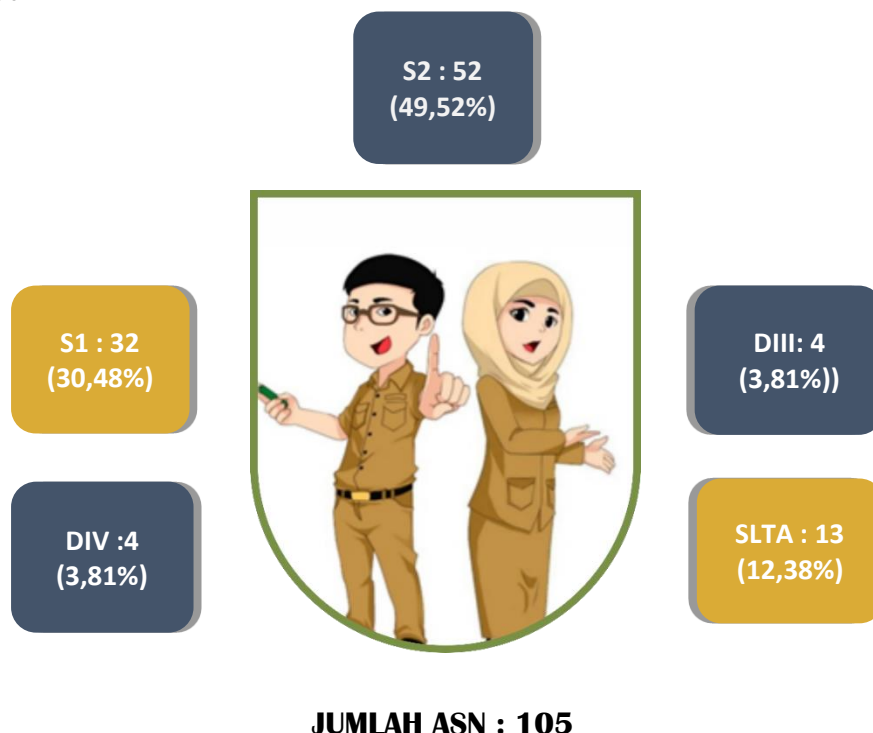 S2 : 52
(49,52%)
S1 : 32
(30,48%)
DIII: 4
(3,81%))
DIV :4
(3,81%)
SLTA : 13
(12,38%)
JUMLAH ASN : 105